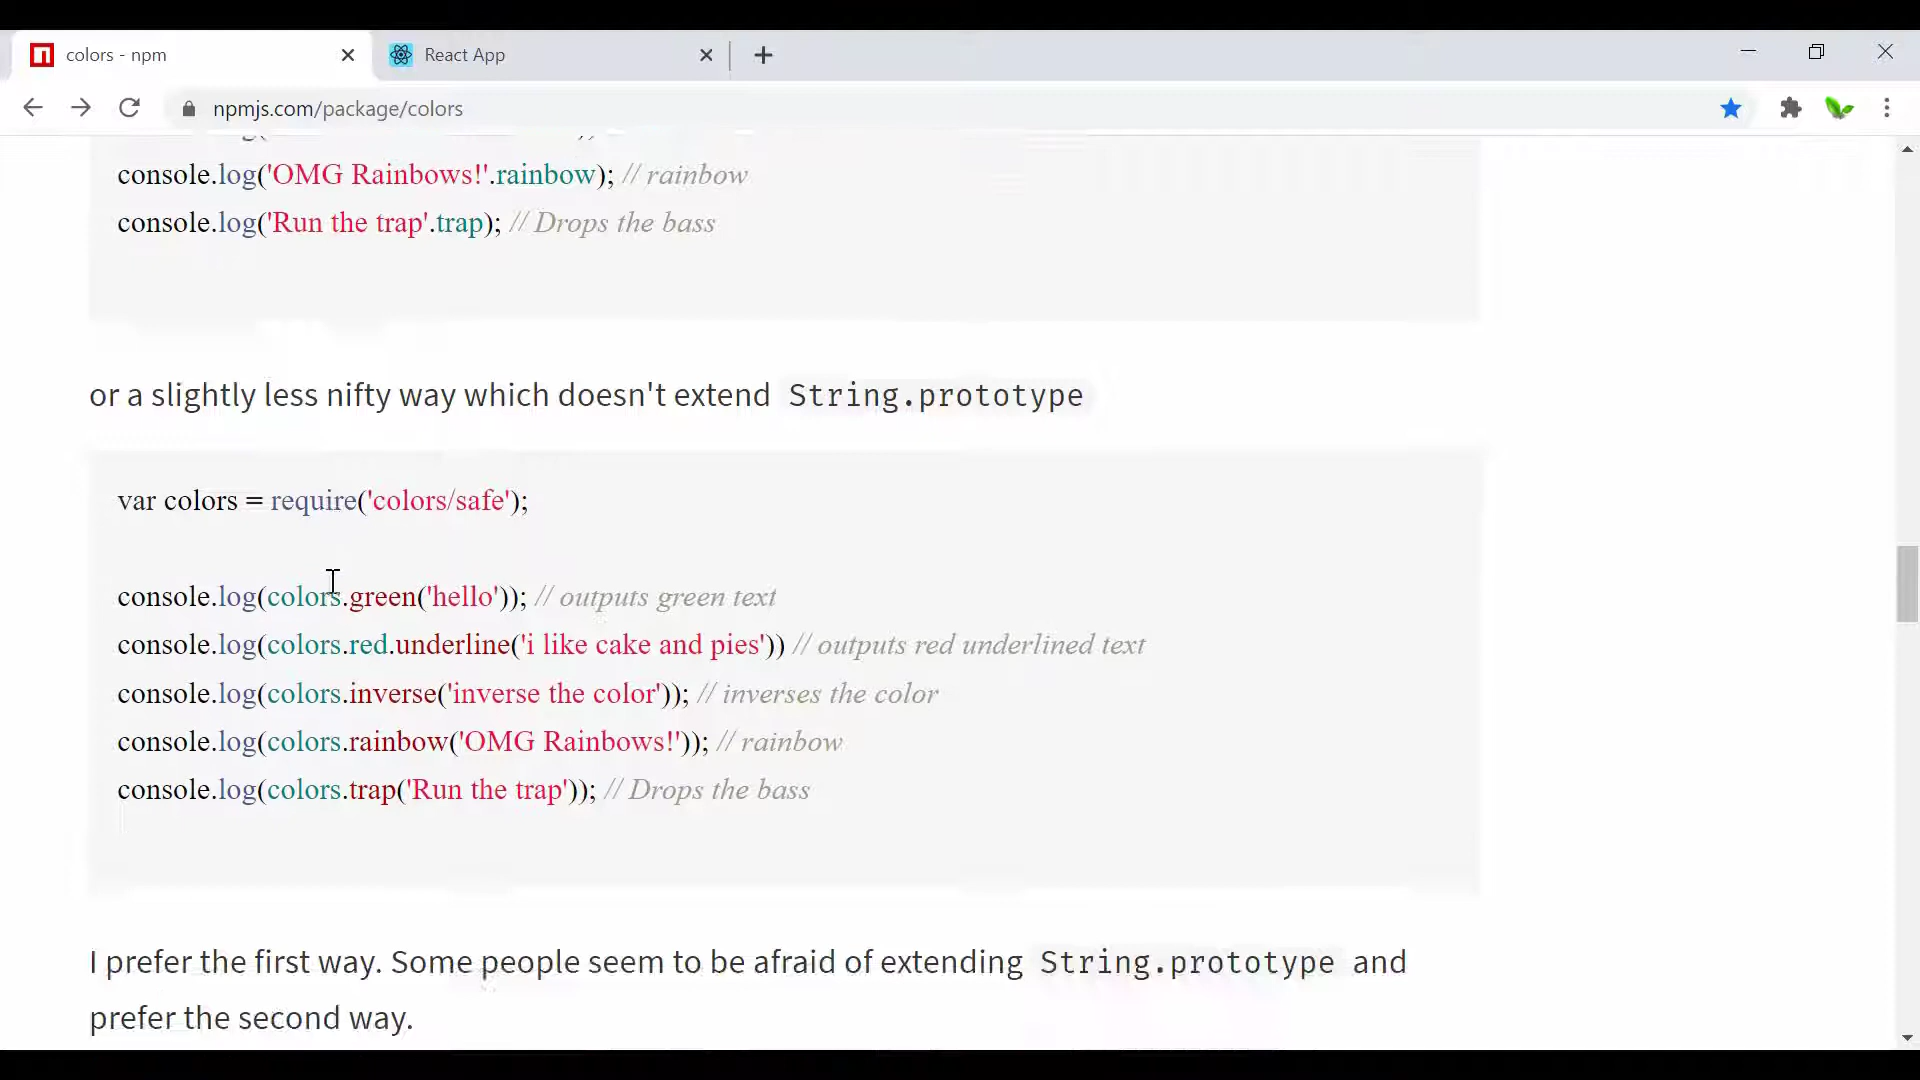 colors - npm
React App
npmjs.com/package/colors
console.log('OMG Rainbows!'.rainbow); // rainbow
console.log('Run the trap'.trap); // Drops the bass
or a slightly less nifty way which doesn't extend String.prototype
var colors = require('colors/safe');
console.log(colors.green('hello')); // outputs green text
console.log(colors.red.underline('i like cake and pies')) // outputs red underlined text
console.log(colors.inverse('inverse the color')); // inverses the color
console.log(colors.rainbow('OMG Rainbows!')); // rainbow
console.log(colors.trap('Run the trap')); // Drops the bass
I prefer the first way. Some people seem to be afraid of extending String.prototype and
prefer the second way.